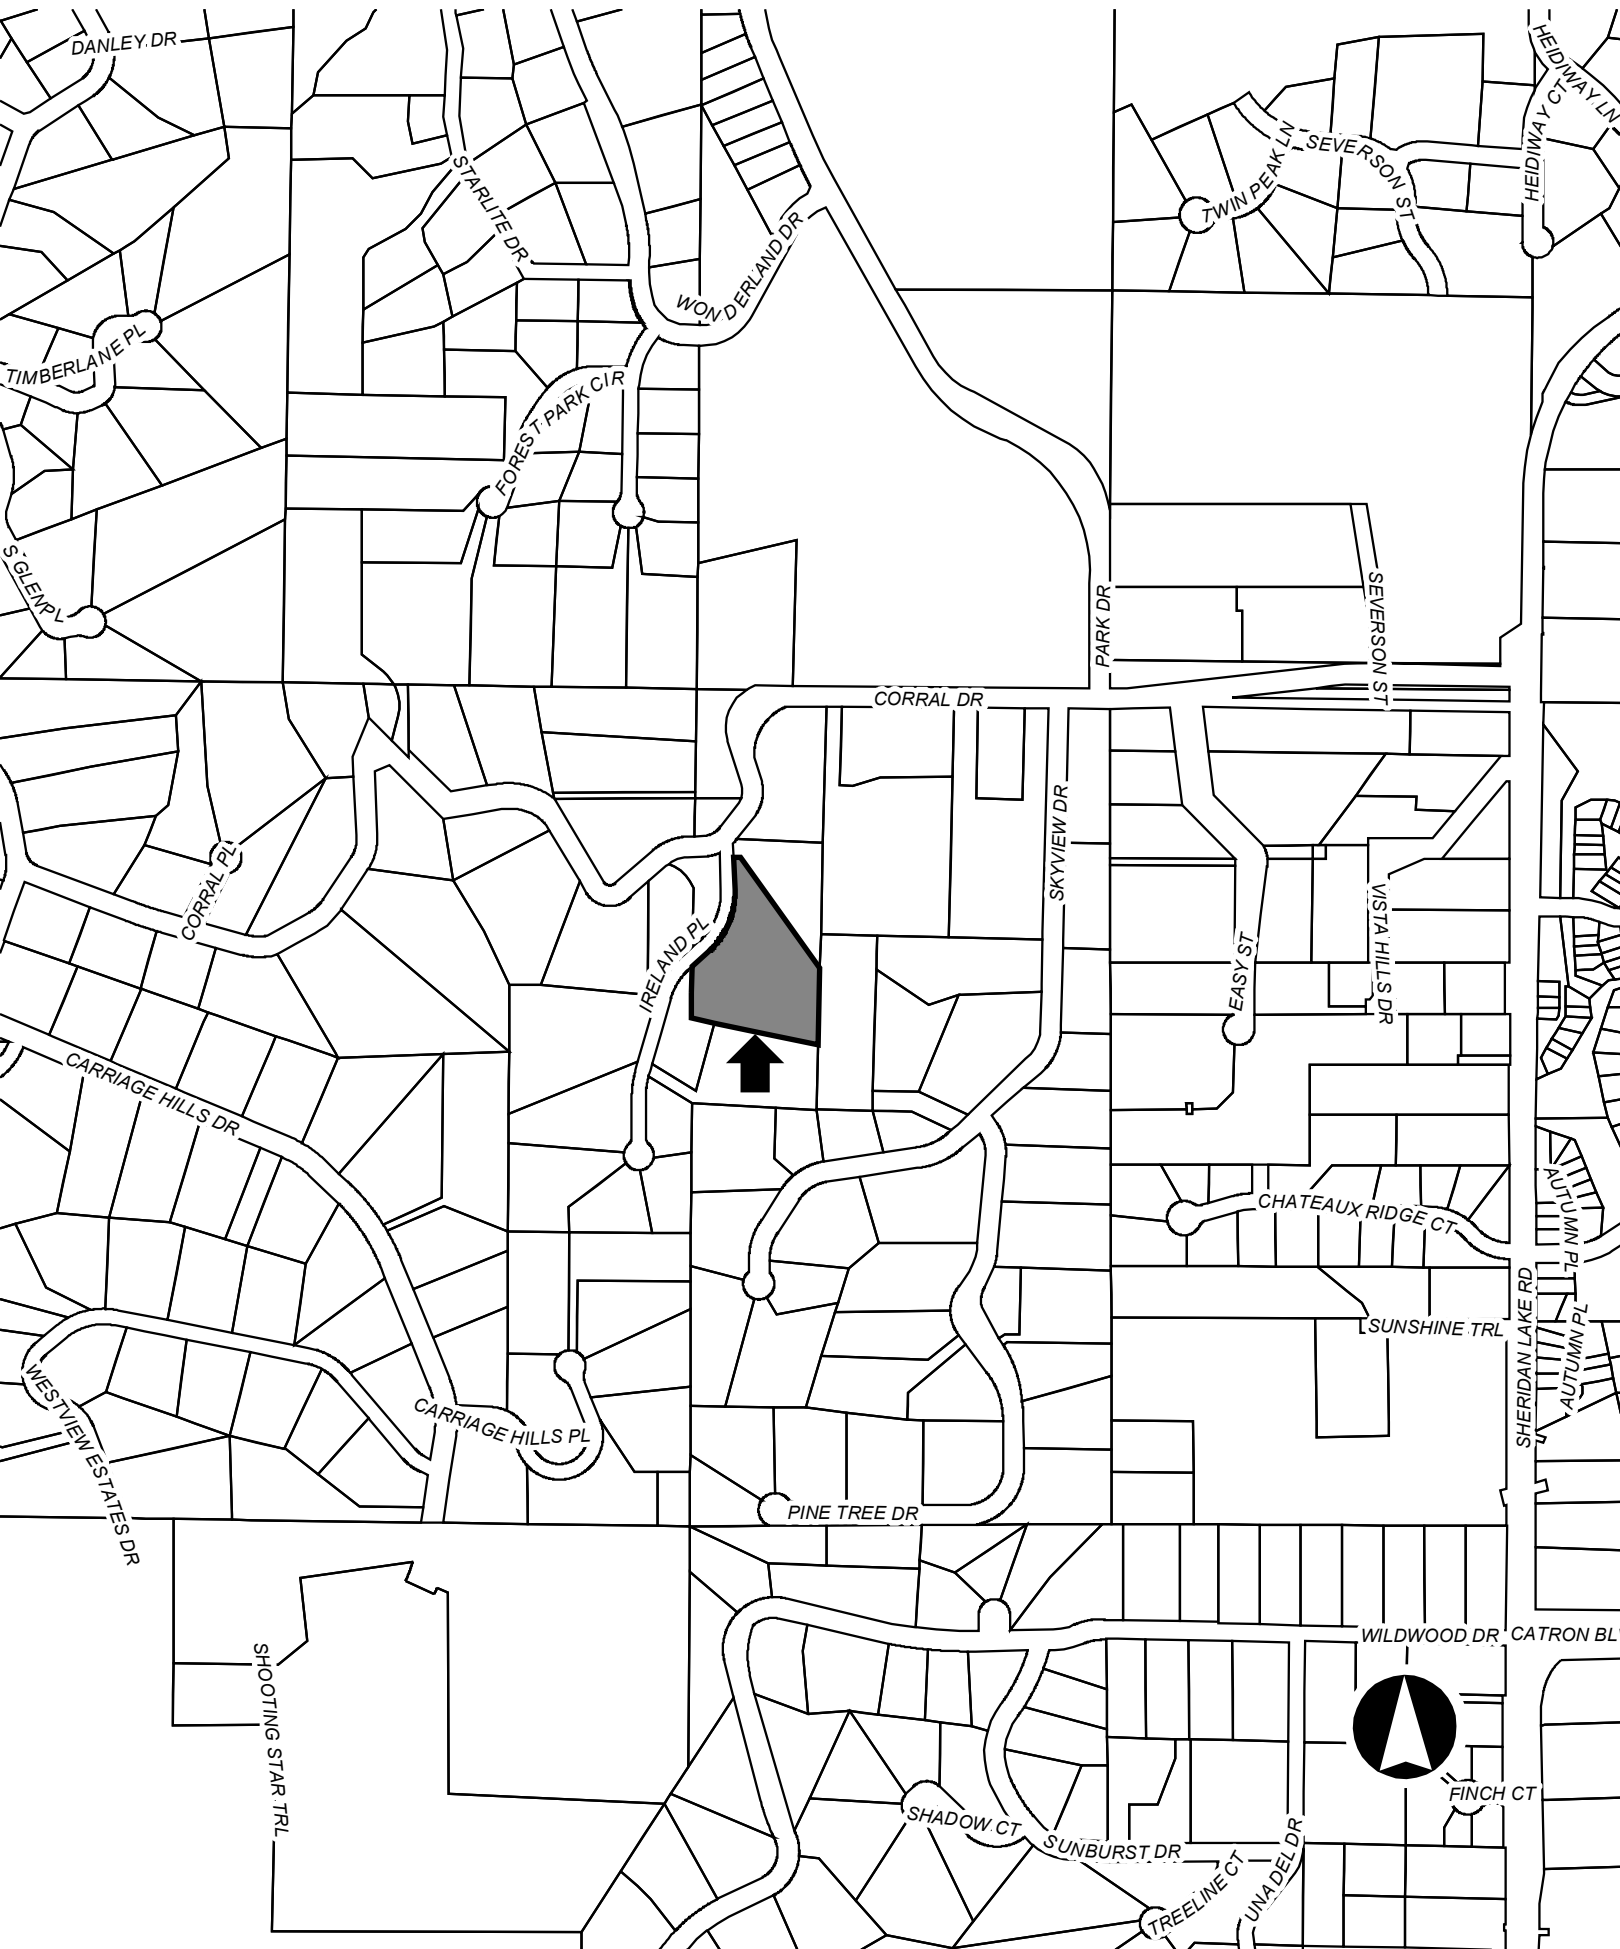 DANLEY DR
HEIDIWAY LN
HEIDIWAY CT
STARLITE DR
TWIN PEAK LN
SEVERSON ST
WONDERLAND DR
TIMBERLANE PL
FOREST PARK CIR
S GLEN PL
PARK DR
SEVERSON ST
CORRAL DR
SKYVIEW DR
CORRAL PL
VISTA HILLS DR
IRELAND PL
EASY ST
CARRIAGE HILLS DR
CHATEAUX RIDGE CT
AUTUMN PL
SHERIDAN LAKE RD
SUNSHINE TRL
AUTUMN PL
WESTVIEW ESTATES DR
CARRIAGE HILLS PL
PINE TREE DR
WILDWOOD DR
CATRON BLV
SHOOTING STAR TRL
FINCH CT
SHADOW CT
SUNBURST DR
UNA DEL DR
TREELINE CT